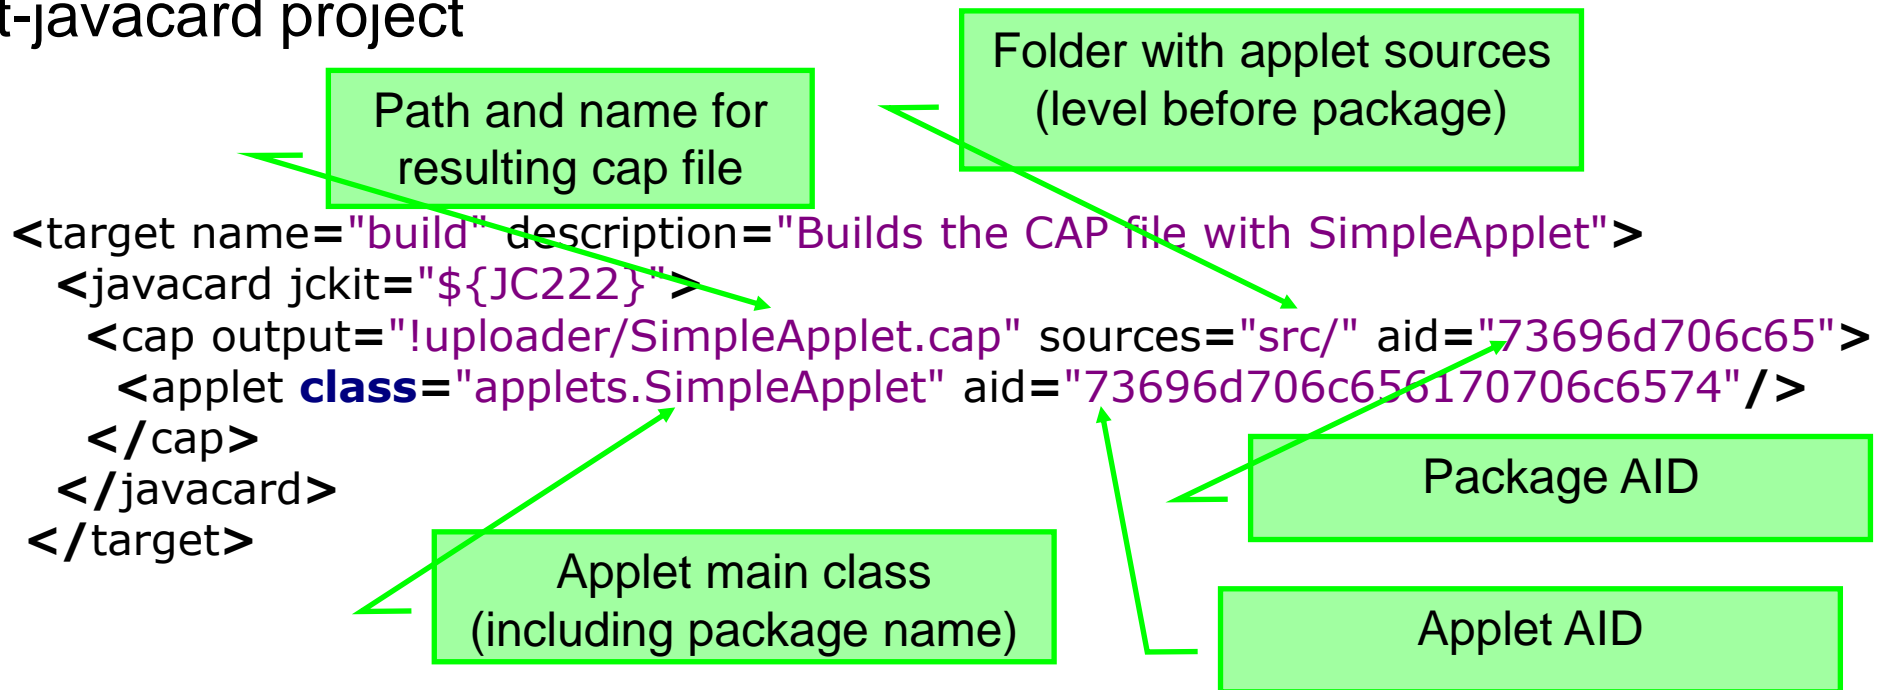 t-javacard project
Folder with applet sources
(level before package)
Path and name for
resulting cap file
<target name="build" description="Builds the CAP file with SimpleApplet">
<javacard jckit="${JC222}">
<cap output="!uploader/SimpleApplet.cap" sources="src/" aid="73696d706c65">
<applet class="applets.SimpleApplet" aid="73696d706c656170706c6574"/>
</cap>
</javacard>
</target>
Package AID
Applet main class
(including package name)
Applet AID